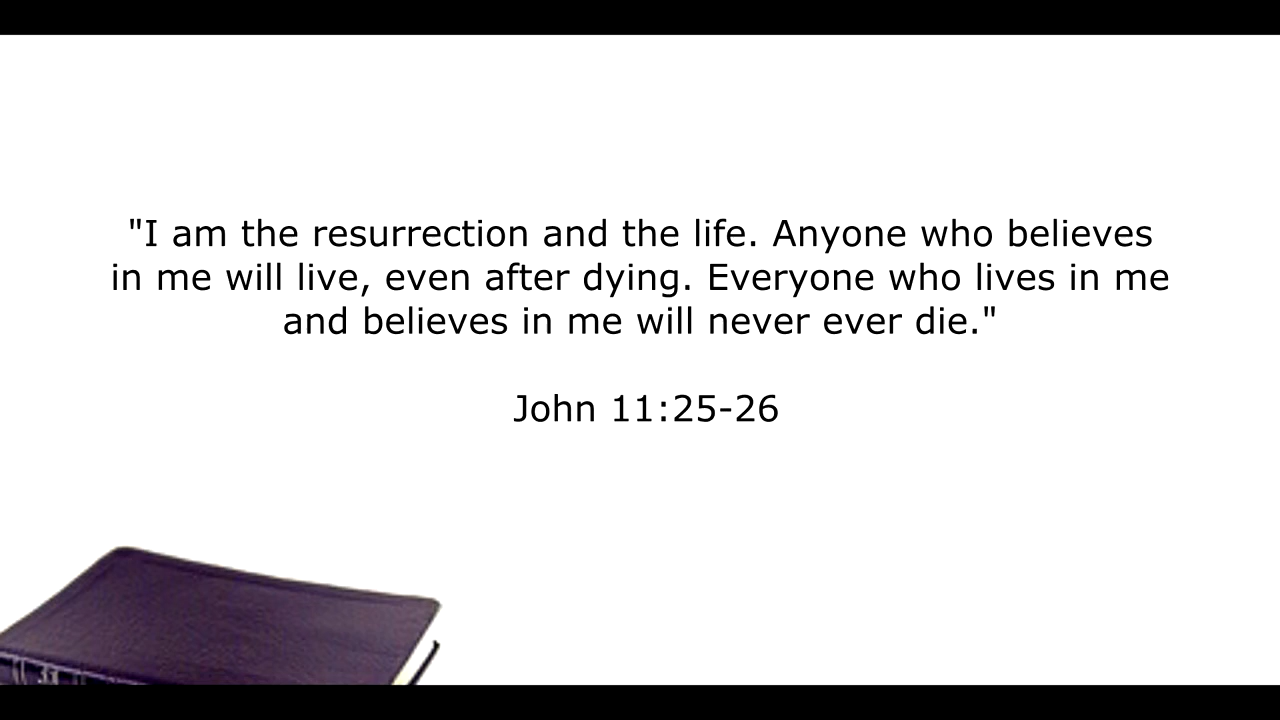 "I am the resurrection and the life. Anyone who believes
in me will live, even after dying. Everyone who lives in me
and believes in me will never ever die."
John 11:25-26